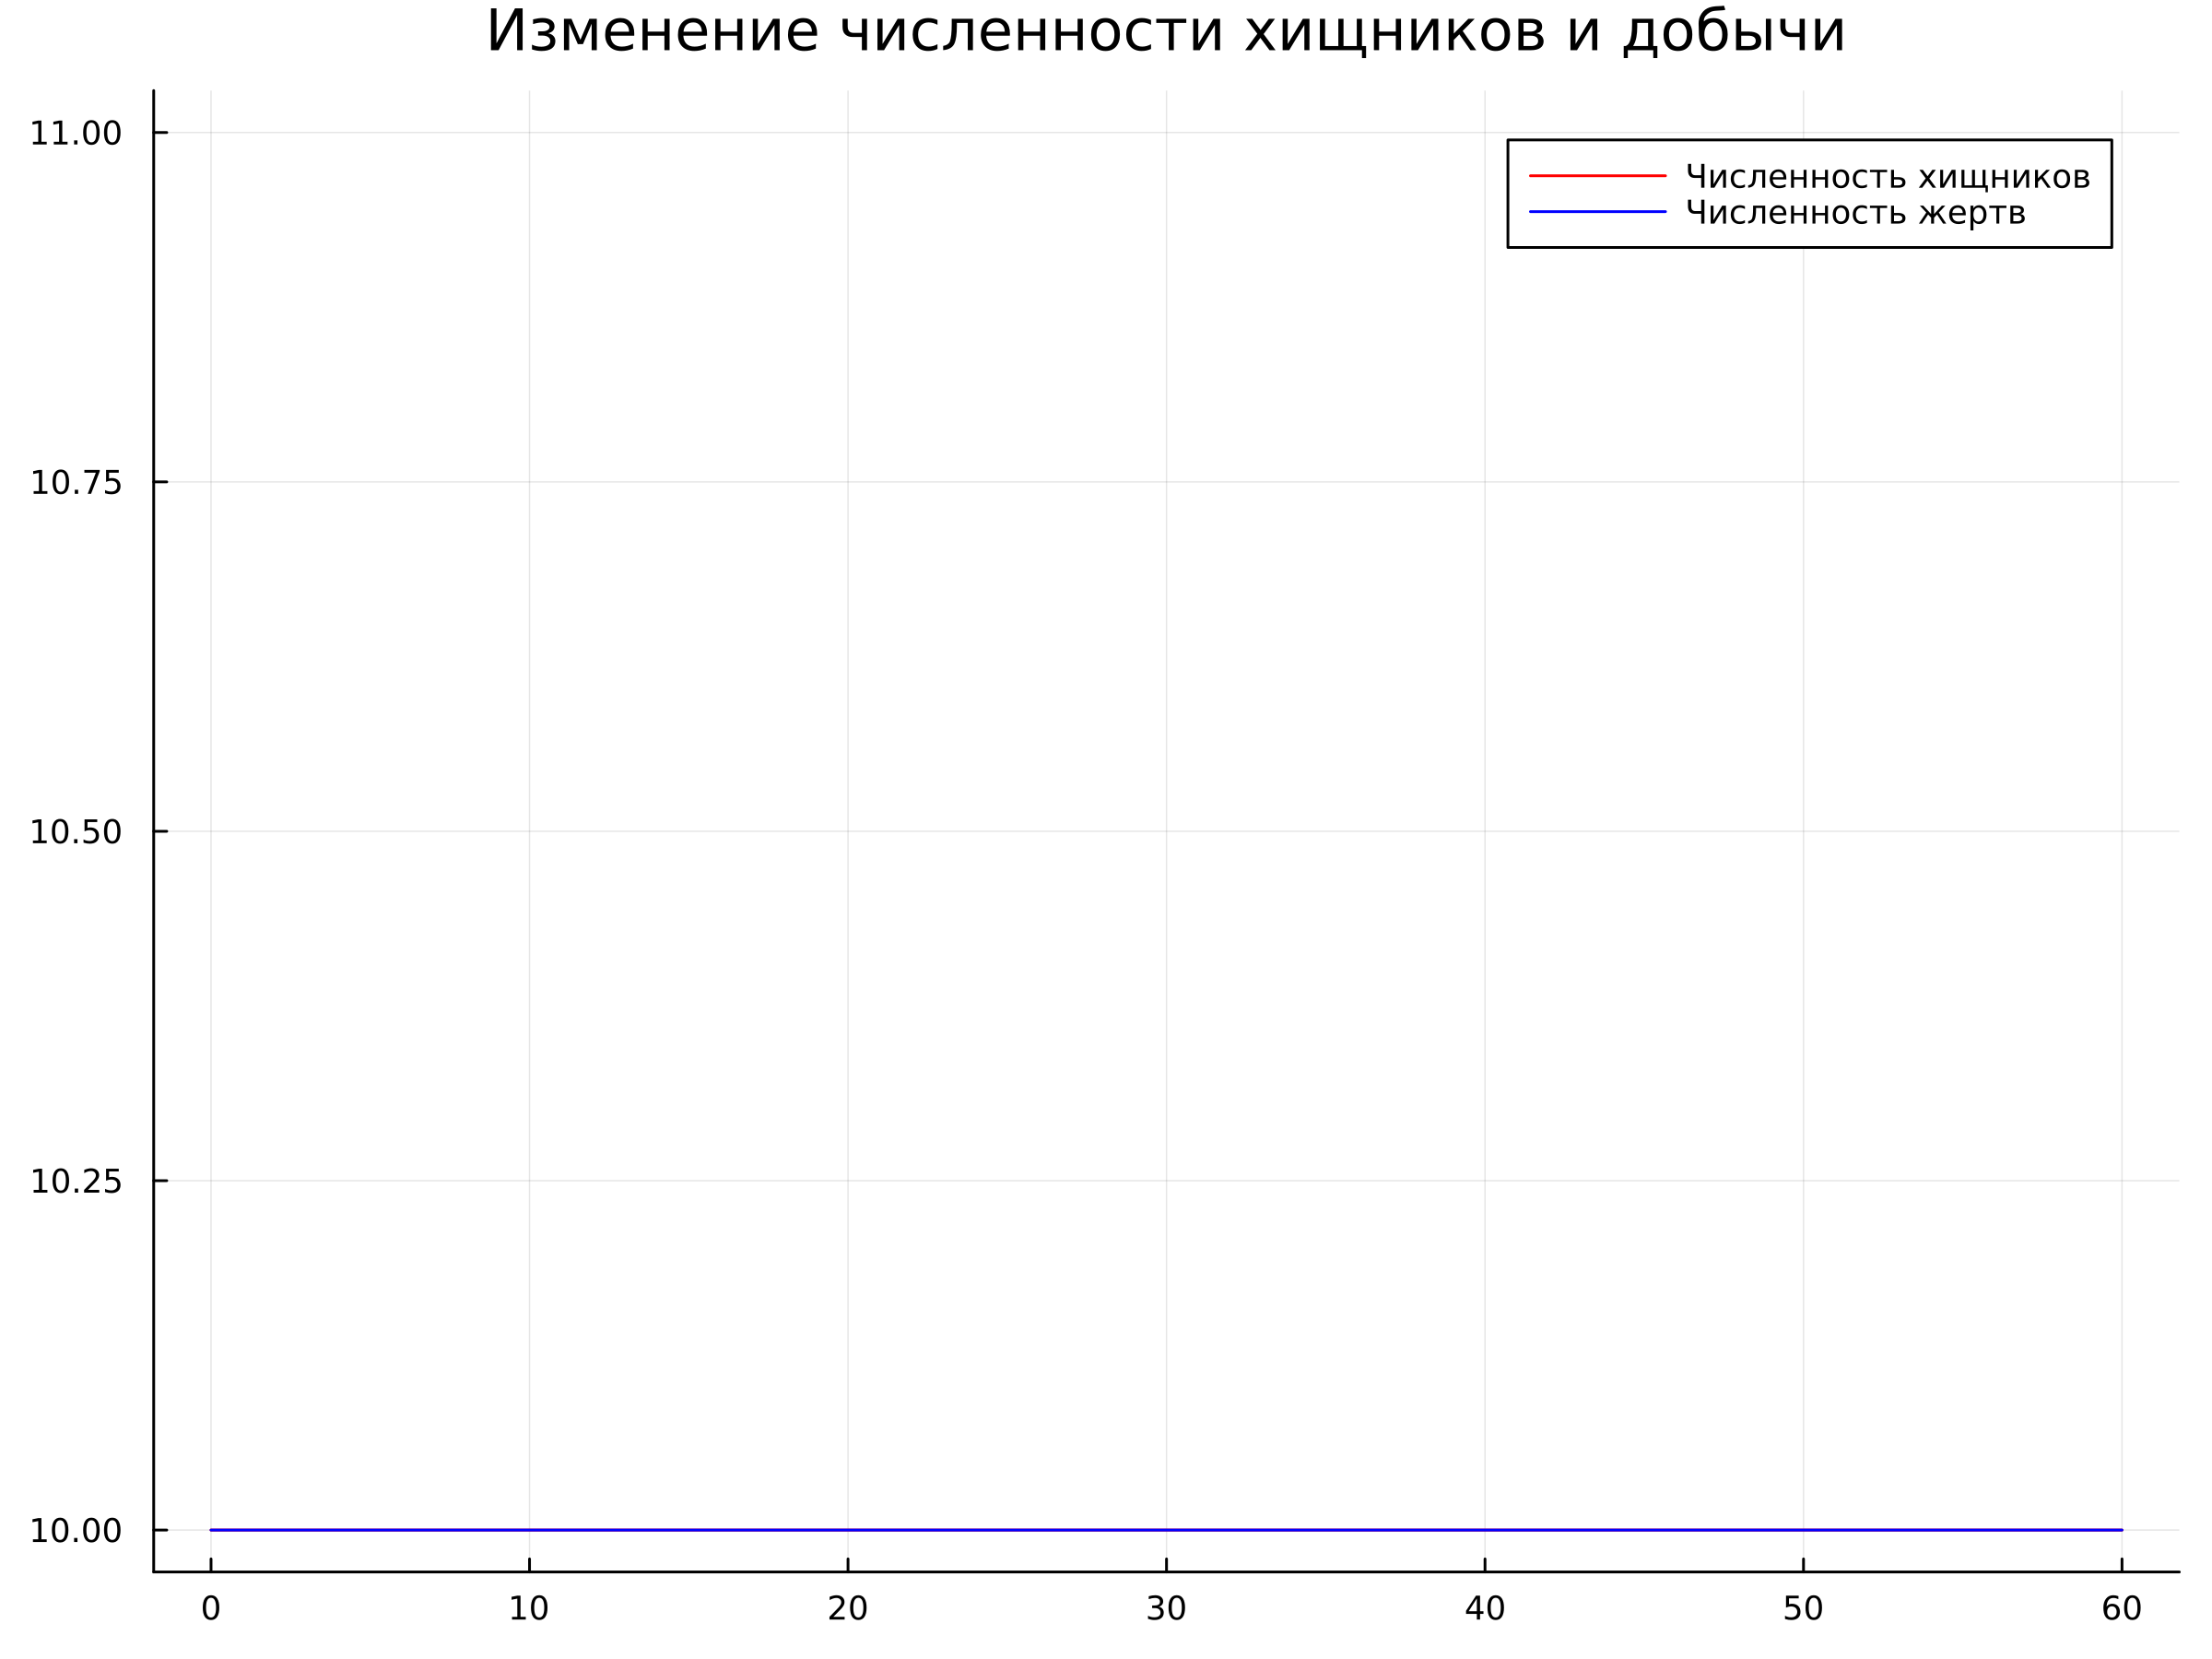 Изменение численности хищников и добычи
11.00
Численность хищников
Численность жертв
10.75
10.50
10.25
10.00
0 10 20 30 40 50 60